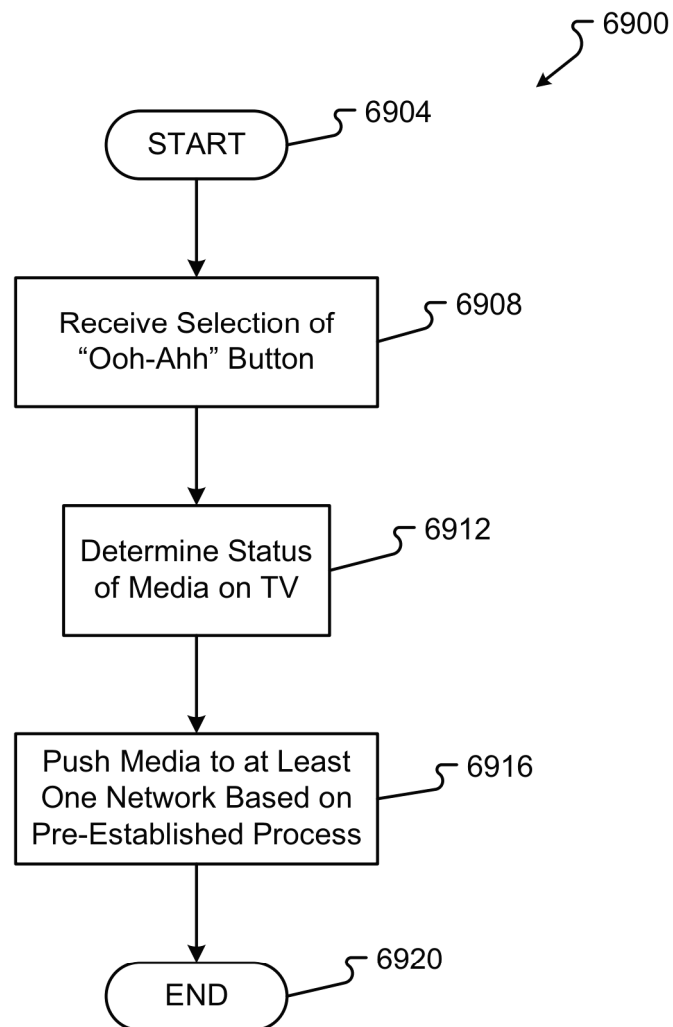 6900
START
6904
Receive Selection of
“Ooh-Ahh” Button
6908
Determine Status
of Media on TV
6912
Push Media to at Least
One Network Based on
Pre-Established Process
6916
END
6920